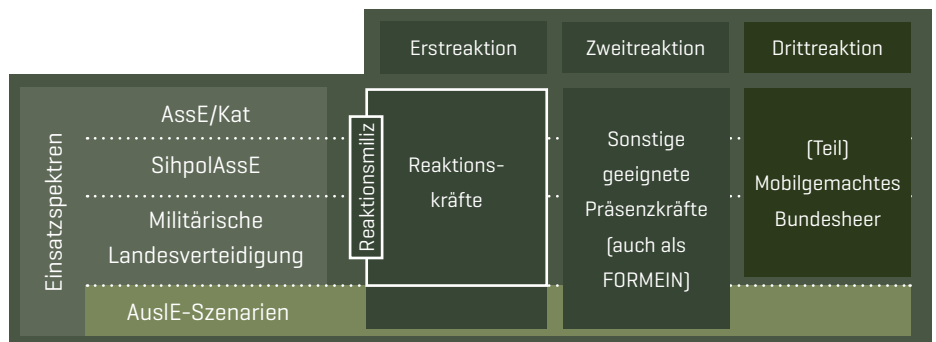 Erstreaktion
Zweitreaktion
Drittreaktion
Einsatzspektren
AssE/Kat
SihpolAssE
Militärische
Landesverteidigung
AuslE-Szenarien
Reaktionsmiliz
Reaktions-
kräfte
Sonstige
geeignete
Präsenzkräfte
(auch als
FORMEIN)
(Teil)
Mobilgemachtes
Bundesheer